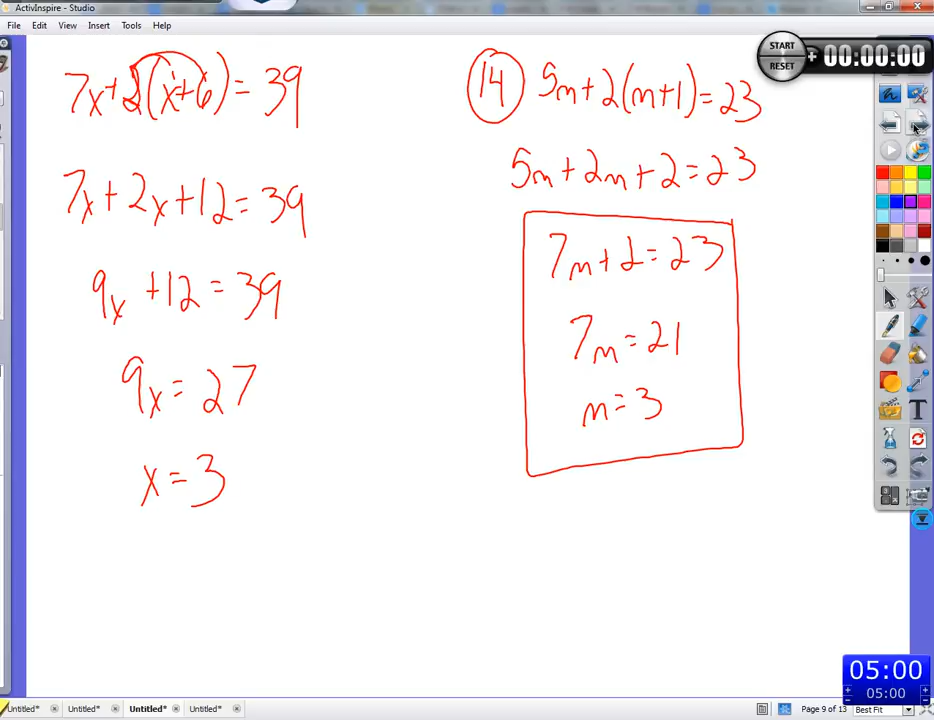 ActivInspire - Studio
File Edit View Insert Tools Help
START
RESET
+ 00:00:00
7x+2(x+6)=39
7x+2x+12=39
9x+12=39
9x=27
x=3
14 5m+2(m+1)=23
5m+2m+2=23
7m+2=23
7m=21
m=3
05:00
- 05:00 -
Untitled* Untitled* Untitled* Untitled*
Page 9 of 13 Best Fit